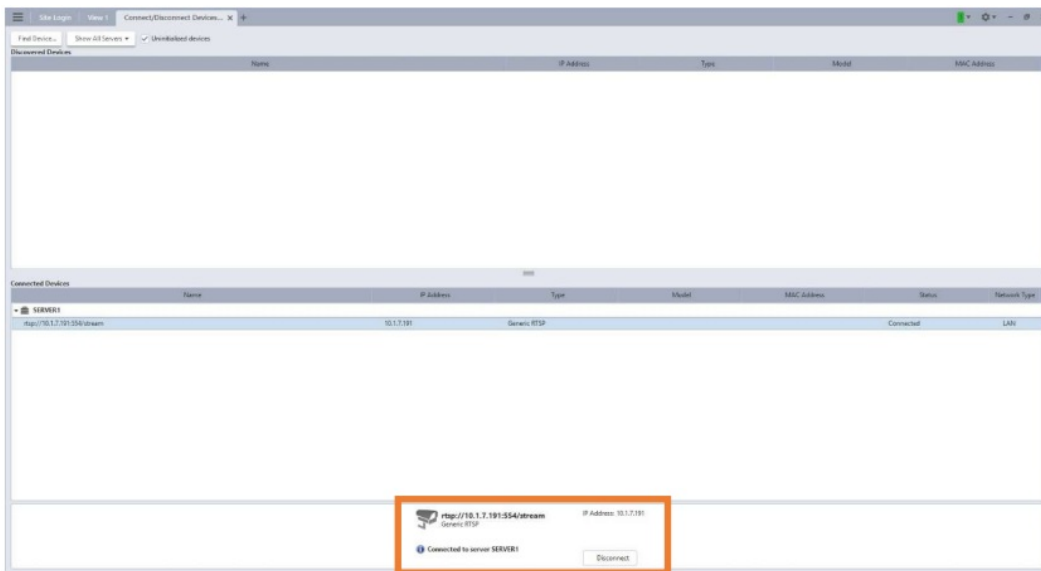 Site Login View 1 Connect/Disconnect Devices... X +
Find Device... Show All Servers Uninitialised devices
Discovered Devices
Name IP Address Type Model MAC Address
Connected Devices
Name IP Address Type Model MAC Address Status Network Type
SERVER1
rtsp://10.1.7.191:554/stream 10.1.7.191 Generic RTSP Connected LAN
rtsp://10.1.7.191:554/stream IP Address: 10.1.7.191
Generic RTSP
Connected to server SERVER1
Disconnect